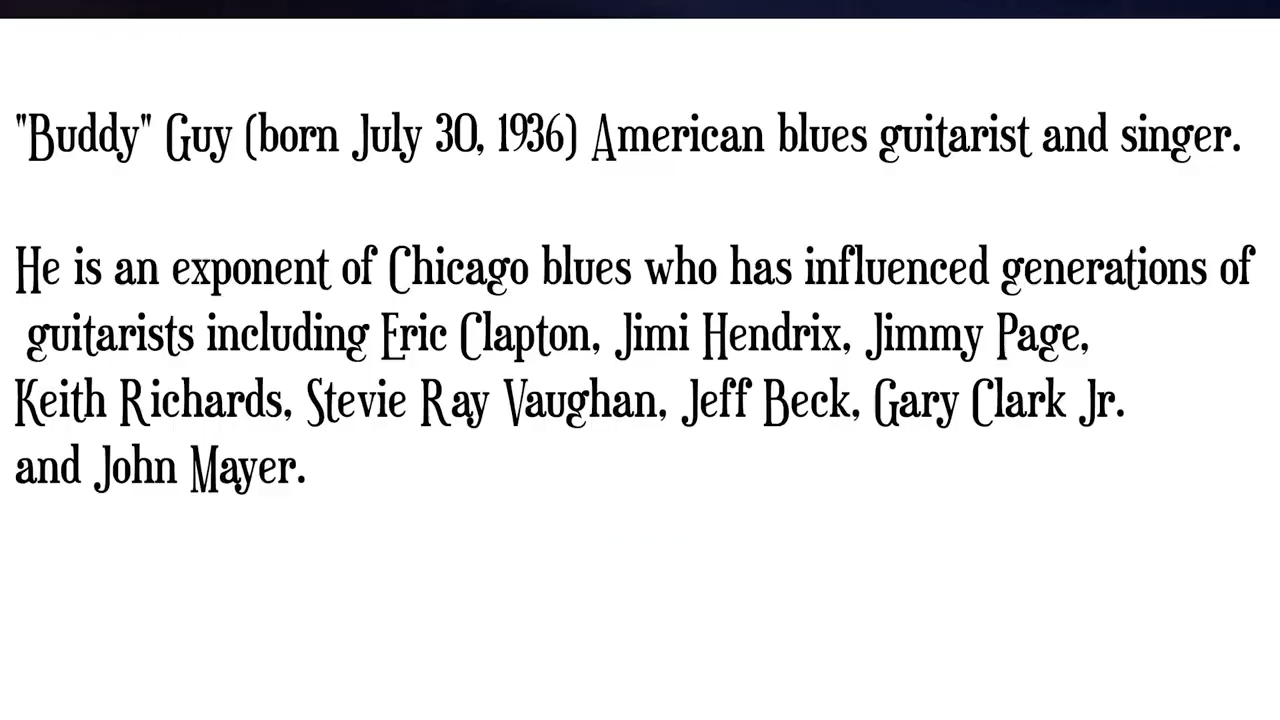 "Buddy" Guy (born July 30, 1936) American blues guitarist and singer.
He is an exponent of Chicago blues who has influenced generations of
guitarists including Eric Clapton, Jimi Hendrix, Jimmy Page,
Keith Richards, Stevie Ray Vaughan, Jeff Beck, Gary Clark Jr.
and John Mayer.